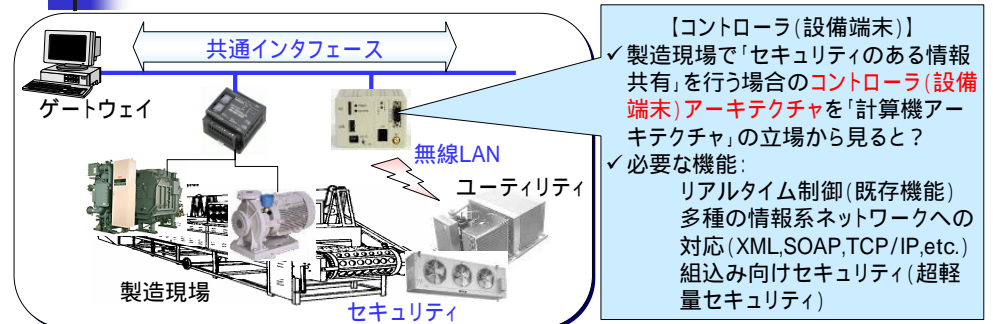 共通インタフェース
ゲートウェイ
無線LAN
ユーティリティ
製造現場
セキュリティ
【コントローラ(設備端末)】
✓製造現場で「セキュリティのある情報
共有」を行う場合のコントローラ(設備
端末)アーキテクチャを「計算機アー
キテクチャ」の立場から見ると?
✓必要な機能:
リアルタイム制御(既存機能)
多種の情報系ネットワークへの
対応(XML,SOAP,TCP/IP,etc.)
組込み向けセキュリティ(超軽
量セキュリティ)